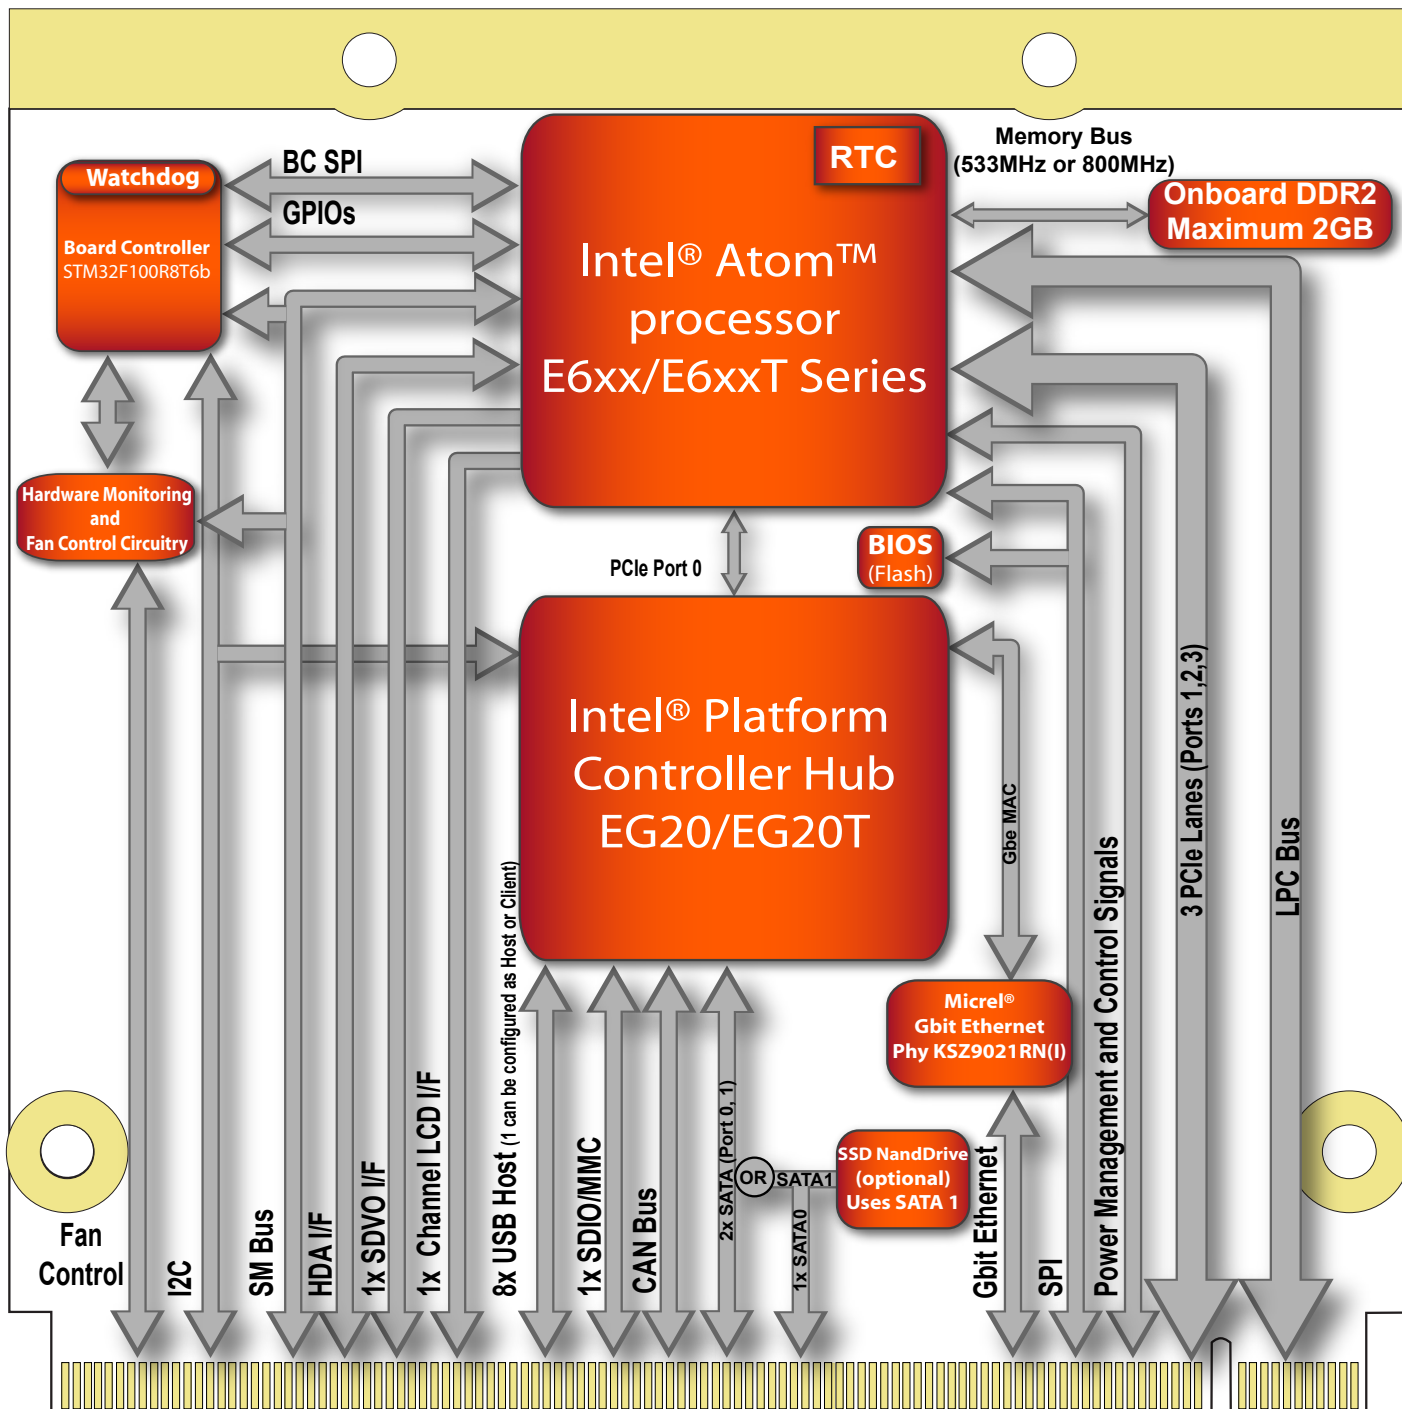 Memory Bus
(533MHz or 800MHz)
RTC
Watchdog
BC SPI
GPIOs
Board Controller
STM32F100R8T6b
Onboard DDR2
Maximum 2GB
Intel® Atom™
processor
E6xx/E6xxT Series
Hardware Monitoring
and
Fan Control Circuitry
BIOS
(Flash)
PCIe Port 0
Intel® Platform
Controller Hub
EG20/EG20T
Gbe MAC
3 PCIe Lanes (Ports 1,2,3)
LPC Bus
Micrel®
Gbit Ethernet
Phy KSZ9021RN(I)
SSD NandDrive
(optional)
Uses SATA 1
OR
SATA1
Fan
Control
I2C
SM Bus
HDA I/F
1x SDVO I/F
1x Channel LCD I/F
8x USB Host (1 can be configured as Host or Client)
1x SDIO/MMC
CAN Bus
2x SATA (Port 0, 1)
1x SATA0
Gbit Ethernet
SPI
Power Management and Control Signals